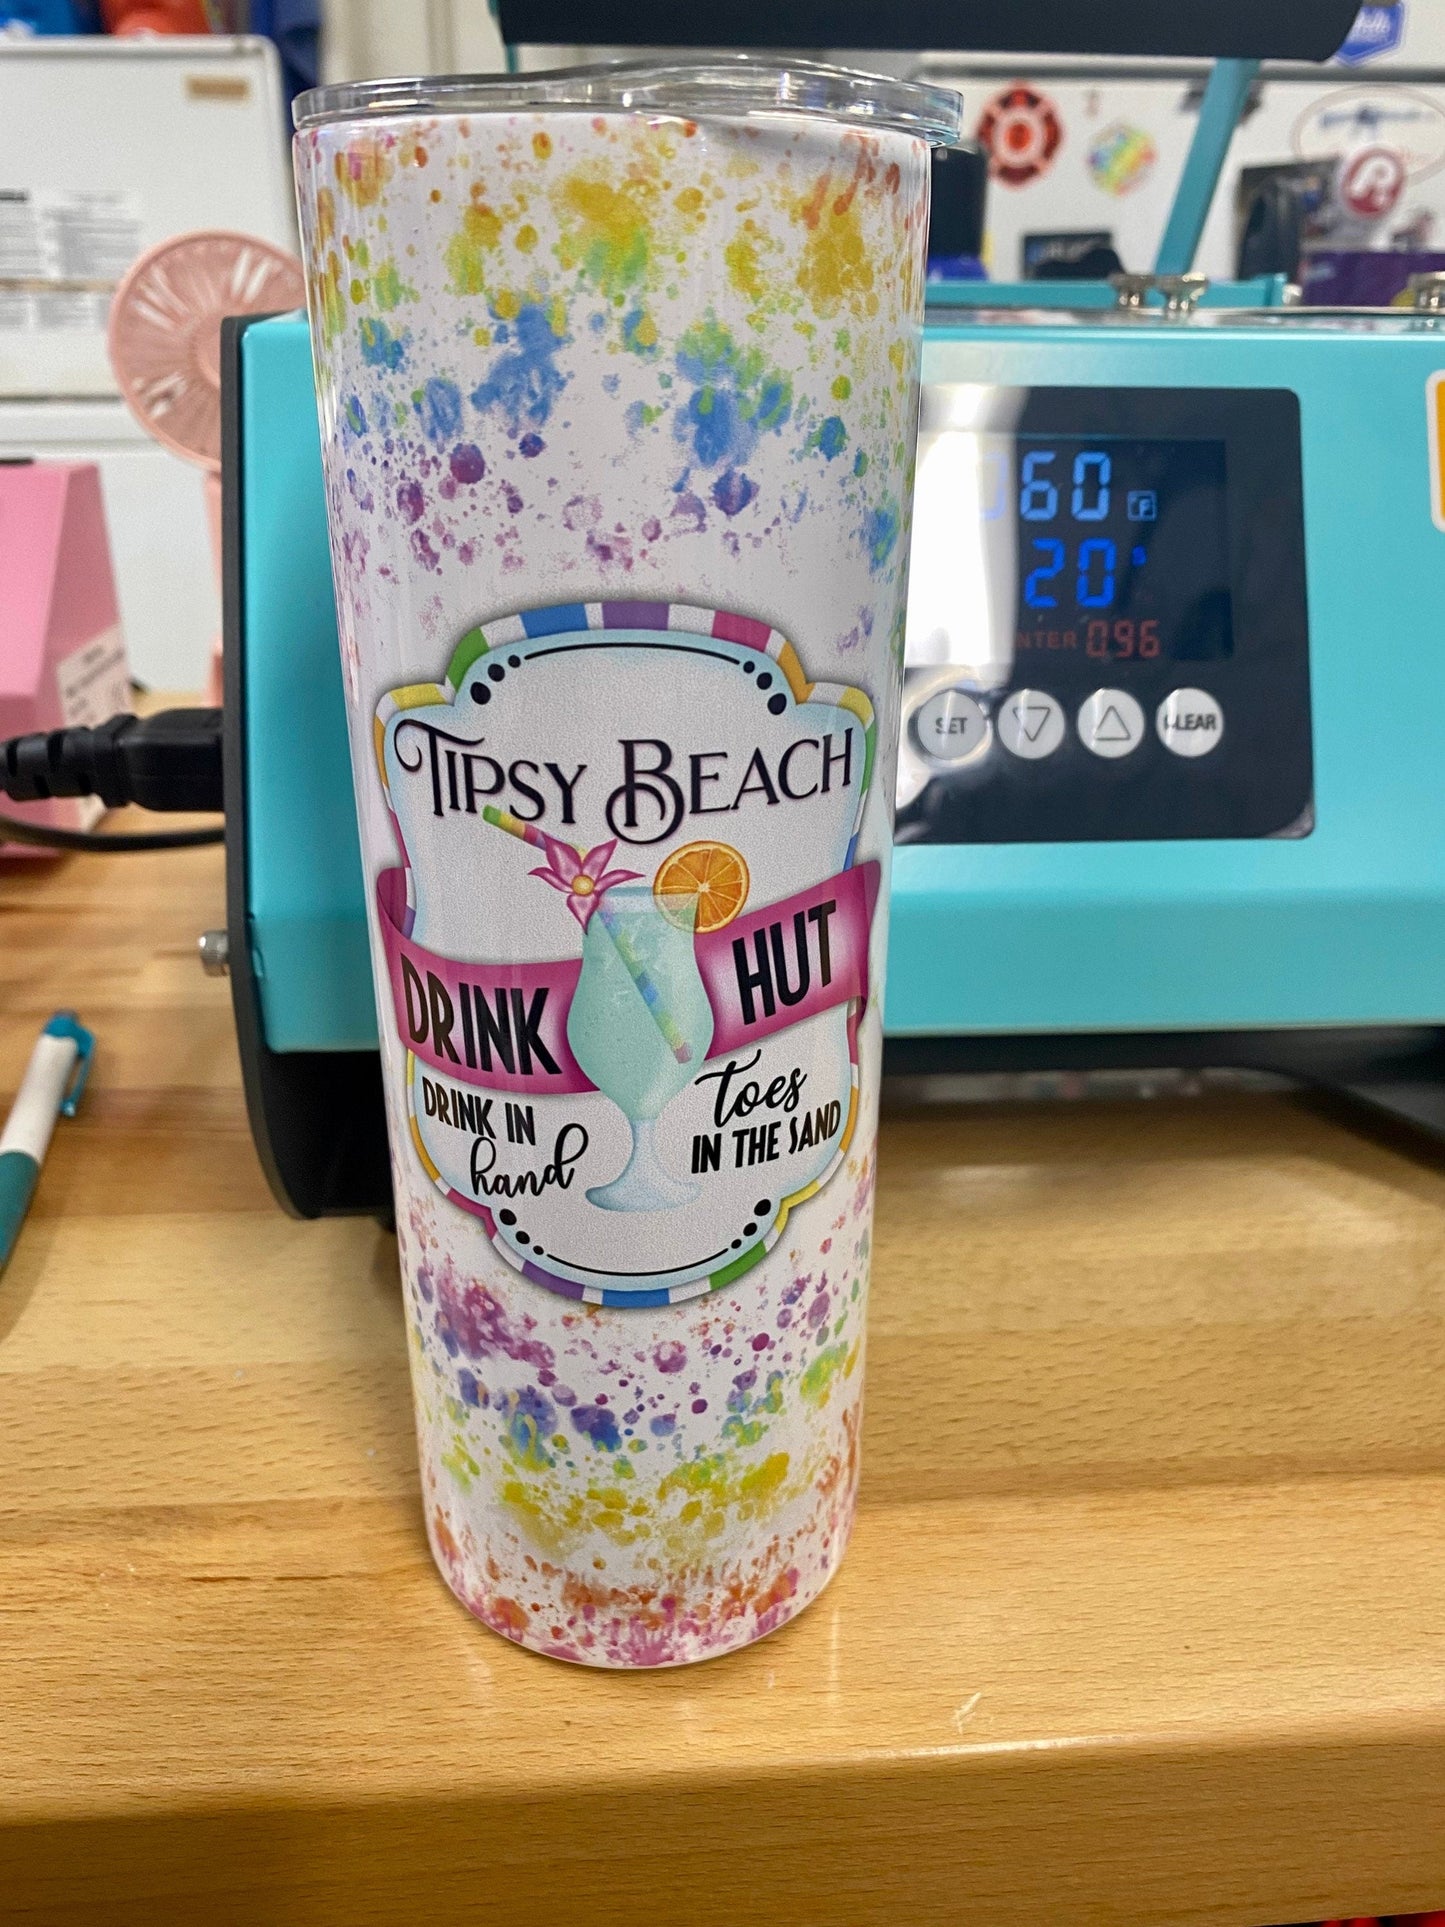 TIPSY BEACH
DRINK HUT
DRINK IN
hand
toes
IN THE SAND
60 F
20
NTER 096
SET
CLEAR